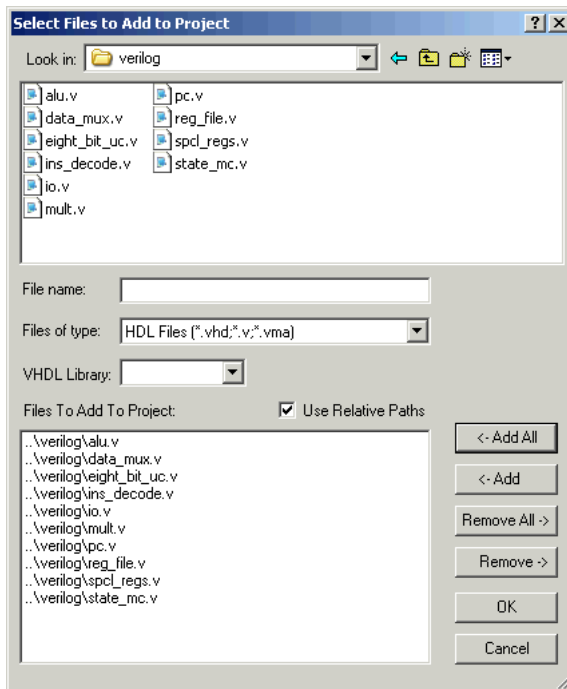 Select Files to Add to Project
Look in: verilog
alu.v
data_mux.v
eight_bit_uc.v
ins_decode.v
io.v
mult.v
pc.v
reg_file.v
spcl_regs.v
state_mc.v
File name:
Files of type: HDL Files (*.vhd;*.v;*.vma)
VHDL Library:
Files To Add To Project: Use Relative Paths
..\verilog\alu.v
..\verilog\data_mux.v
..\verilog\eight_bit_uc.v
..\verilog\ins_decode.v
..\verilog\io.v
..\verilog\mult.v
..\verilog\pc.v
..\verilog\reg_file.v
..\verilog\spcl_regs.v
..\verilog\state_mc.v
<- Add All
<- Add
Remove All ->
Remove ->
OK
Cancel